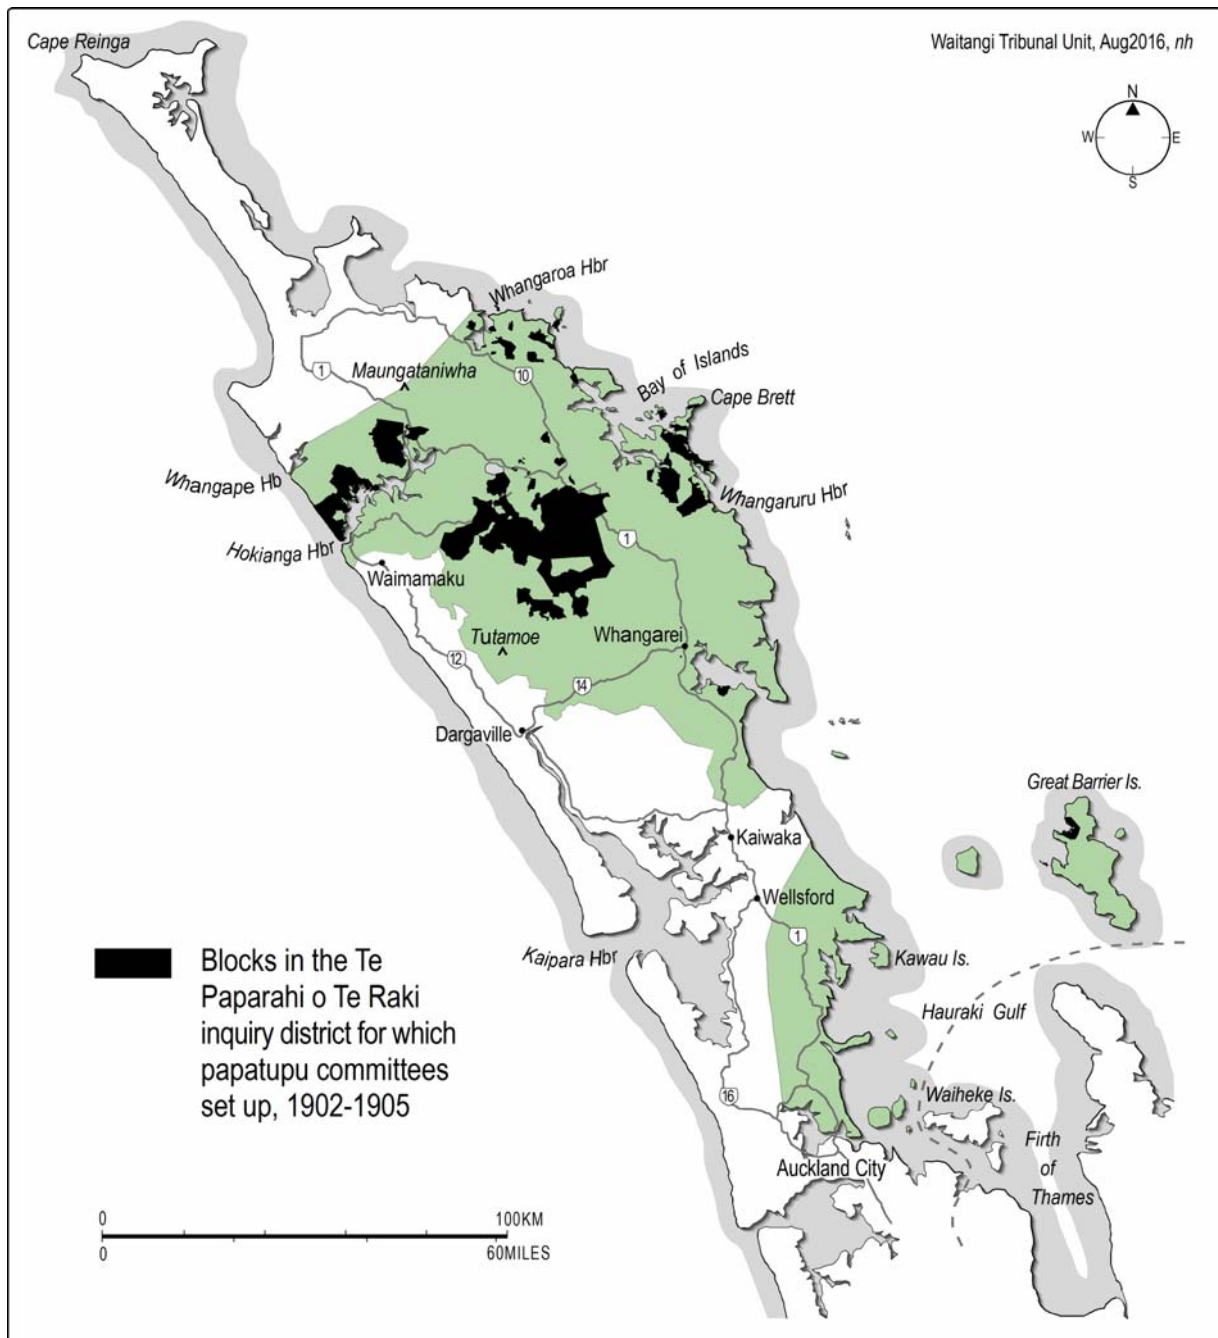 Cape Reinga
Waitangi Tribunal Unit, Aug2016, nh
N
W
E
S
Whangaroa Hbr
Maungataniwha
1
10
Bay of Islands
Cape Brett
Whangape Hb
Whangaruru Hbr
1
Hokianga Hbr
Waimamaku
Tutamoe
Whangarei
12
14
Dargaville
Great Barrier Is.
Kaiwaka
Wellsford
1
Kaipara Hbr
Kawau Is.
Blocks in the Te
Paparahi o Te Raki
inquiry district for which
papatupu committees
set up, 1902-1905
Hauraki Gulf
16
Waiheke Is.
Firth
of
Thames
Auckland City
0
100KM
0
60MILES